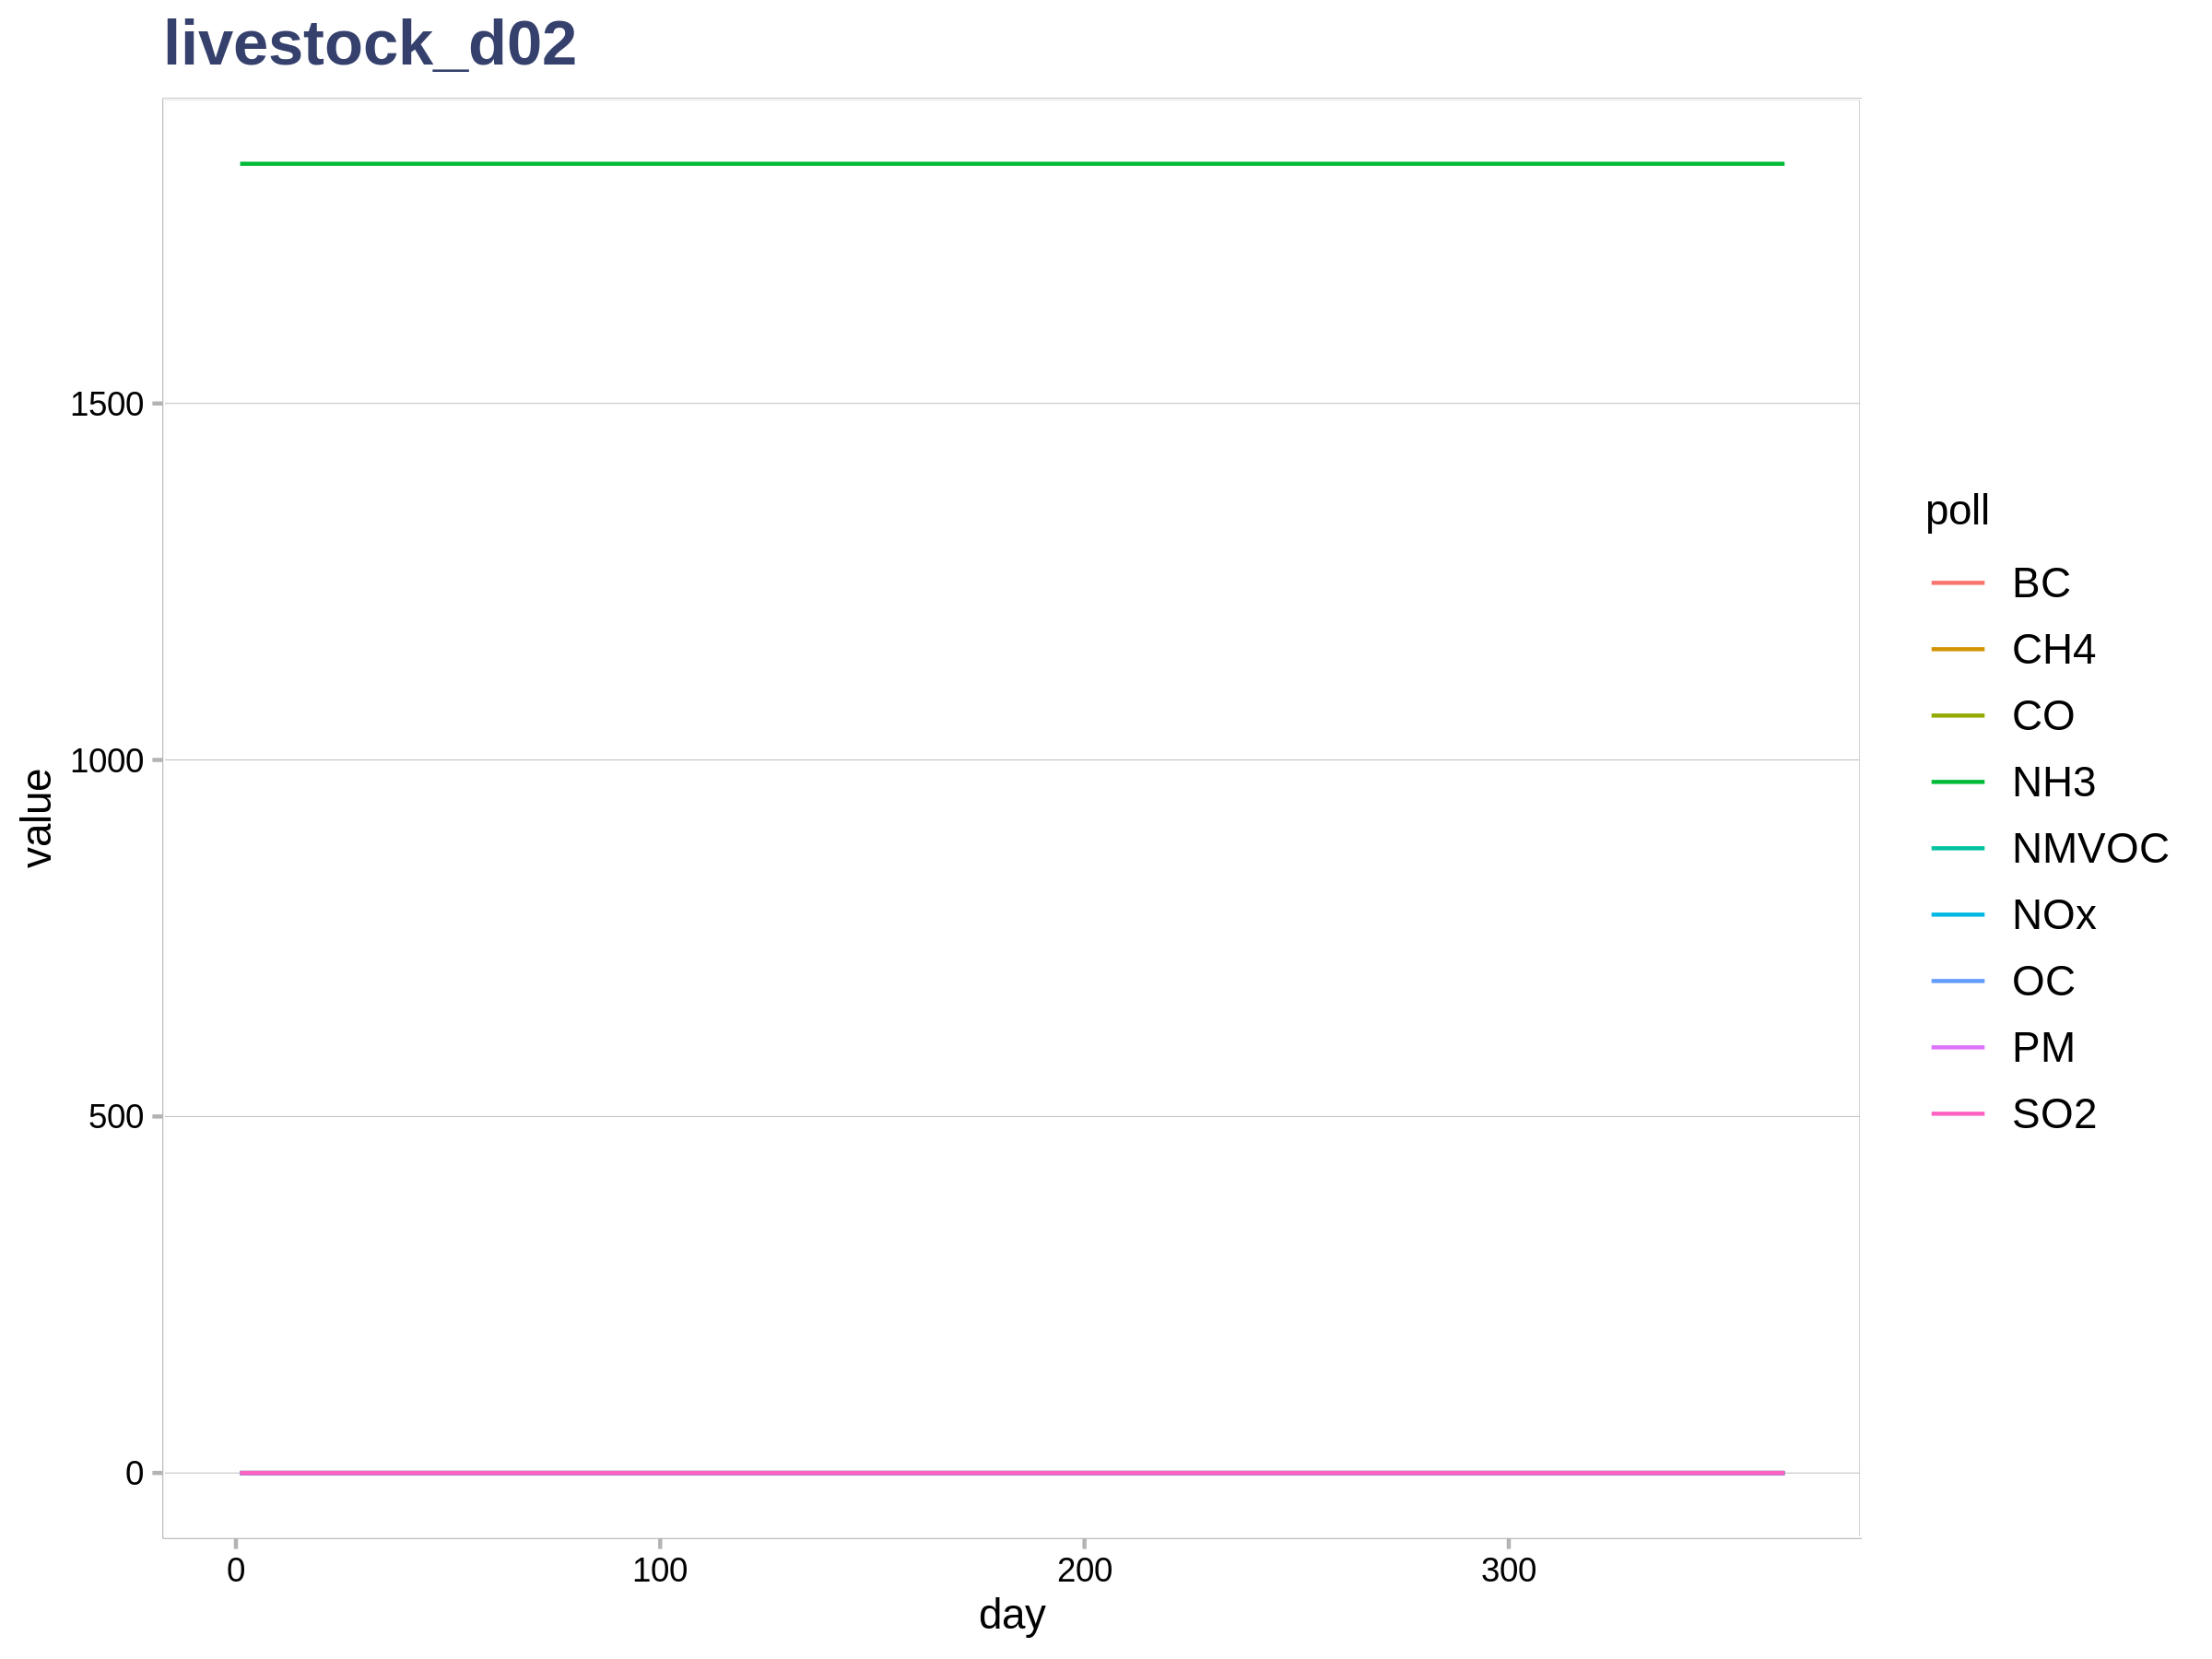 livestock_d02
1500
1000
500
0
value
0 100 200 300
day
poll
BC
CH4
CO
NH3
NMVOC
NOx
OC
PM
SO2